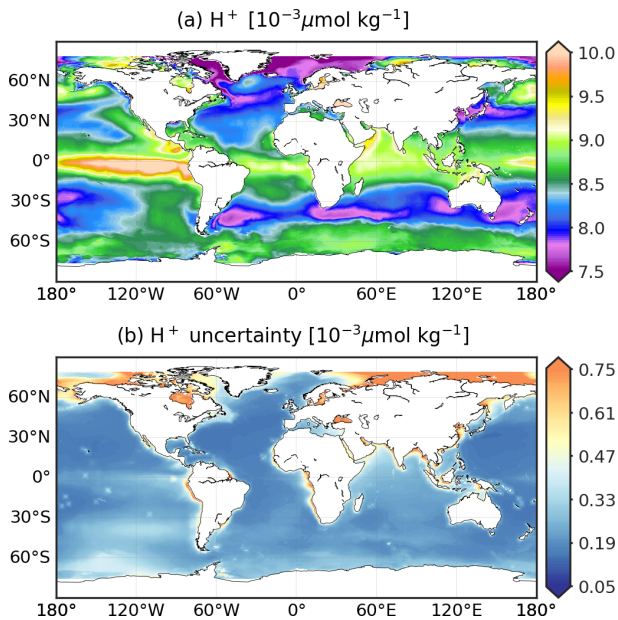 (a) H⁺ [10⁻³μmol kg⁻¹]
60°N
30°N
0°
30°S
60°S
180° 120°W 60°W 0° 60°E 120°E 180°
10.0
9.5
9.0
8.5
8.0
7.5
(b) H⁺ uncertainty [10⁻³μmol kg⁻¹]
60°N
30°N
0°
30°S
60°S
180° 120°W 60°W 0° 60°E 120°E 180°
0.75
0.61
0.47
0.33
0.19
0.05